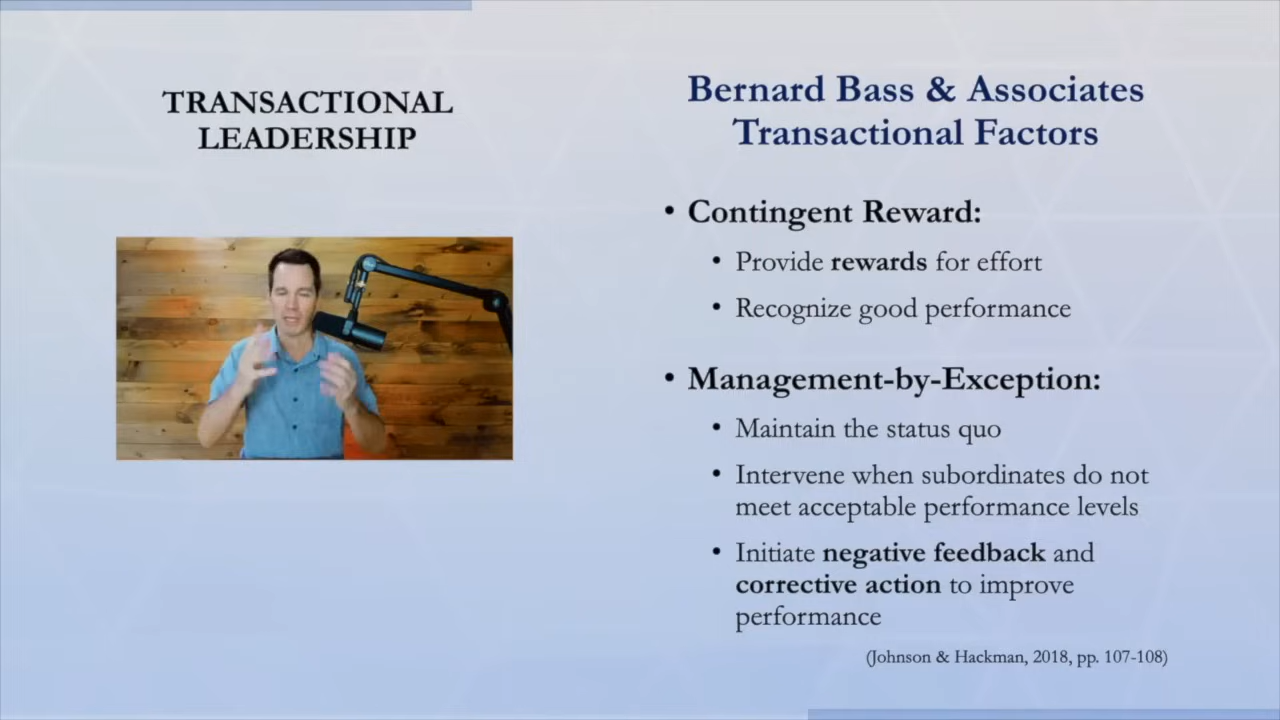 TRANSACTIONAL
LEADERSHIP
Bernard Bass & Associates
Transactional Factors
• Contingent Reward:
• Provide rewards for effort
• Recognize good performance
• Management-by-Exception:
• Maintain the status quo
• Intervene when subordinates do not
meet acceptable performance levels
• Initiate negative feedback and
corrective action to improve
performance
(Johnson & Hackman, 2018, pp. 107-108)